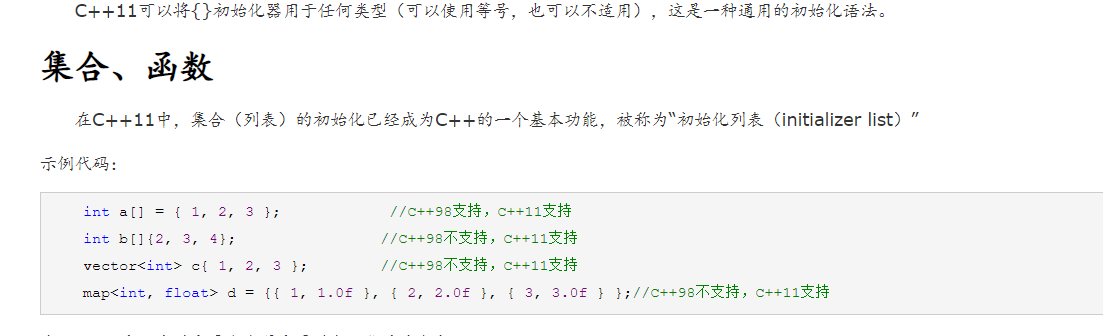 C++11可以将{}初始化器用于任何类型（可以使用等号，也可以不适用），这是一种通用的初始化语法。
集合、函数
在C++11中，集合（列表）的初始化已经成为C++的一个基本功能，被称为“初始化列表（initializer list）”
示例代码：
int a[] = { 1, 2, 3 }; //C++98支持，C++11支持
int b[]{2, 3, 4}; //C++98不支持，C++11支持
vector<int> c{ 1, 2, 3 }; //C++98不支持，C++11支持
map<int, float> d = {{ 1, 1.0f }, { 2, 2.0f }, { 3, 3.0f } };//C++98不支持，C++11支持